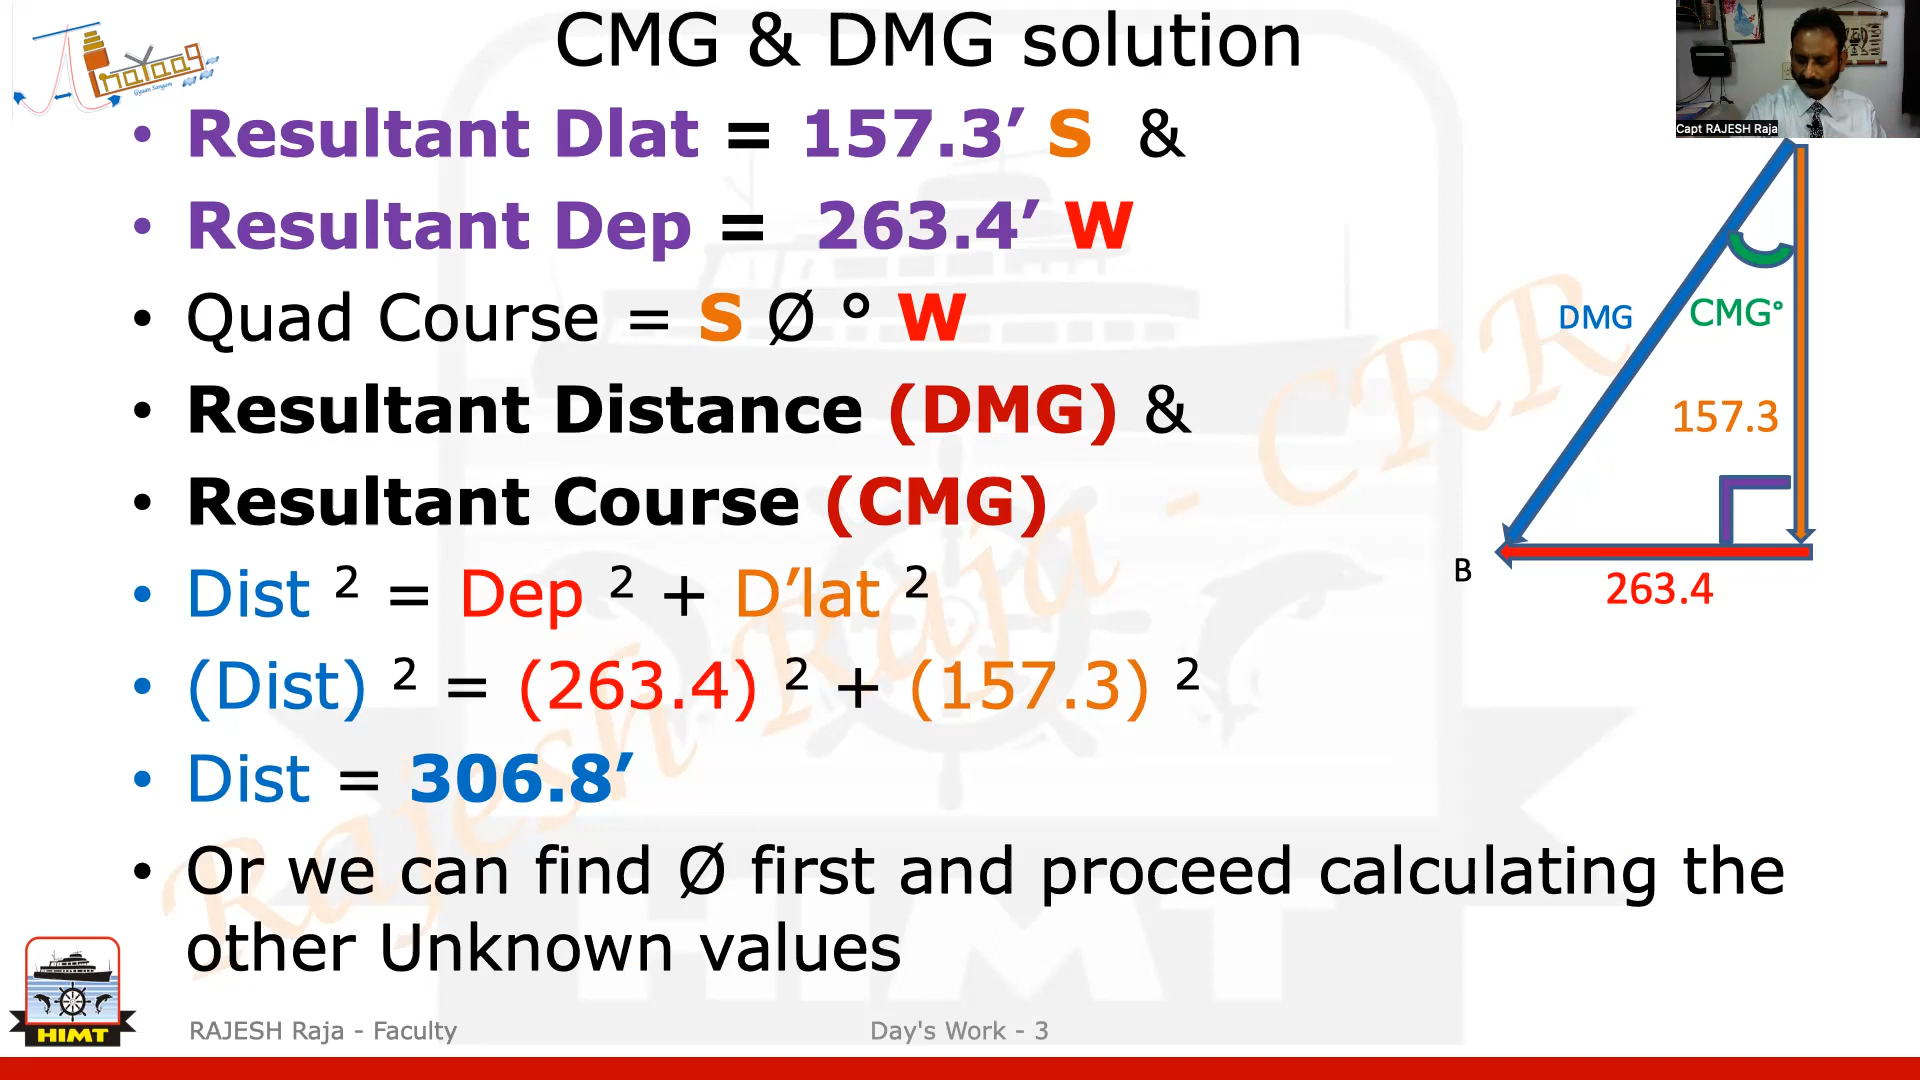 CMG & DMG solution
• Resultant Dlat = 157.3′ S &
• Resultant Dep = 263.4′ W
• Quad Course = S Ø ° W
• Resultant Distance (DMG) &
• Resultant Course (CMG)
• Dist ² = Dep ² + D’lat ²
• (Dist) ² = (263.4) ² + (157.3) ²
• Dist = 306.8′
• Or we can find Ø first and proceed calculating the
other Unknown values
Capt RAJESH Raja
DMG
CMG°
157.3
B
263.4
Rajesh Raja - CRR
HIMT
HIMT
RAJESH Raja - Faculty
Day's Work - 3